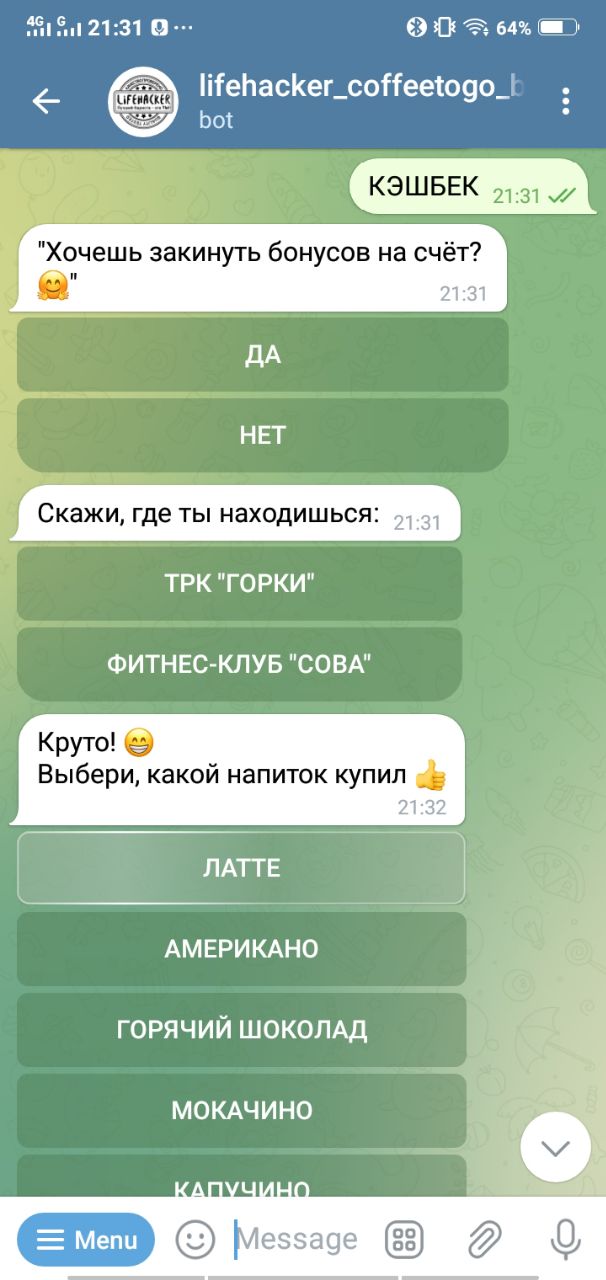 4G G 21:31 64%
lifehacker_coffeetogo_b
bot
КЭШБЕК 21:31
LIFEHACKER
"Хочешь закинуть бонусов на счёт?
🤗"
21:31
ДА
НЕТ
Скажи, где ты находишься: 21:31
ТРК "ГОРКИ"
ФИТНЕС-КЛУБ "СОВА"
Круто! 😁
Выбери, какой напиток купил 👍
21:32
ЛАТТЕ
АМЕРИКАНО
ГОРЯЧИЙ ШОКОЛАД
МОКАЧИНО
КАПУЧИНО
Menu Message